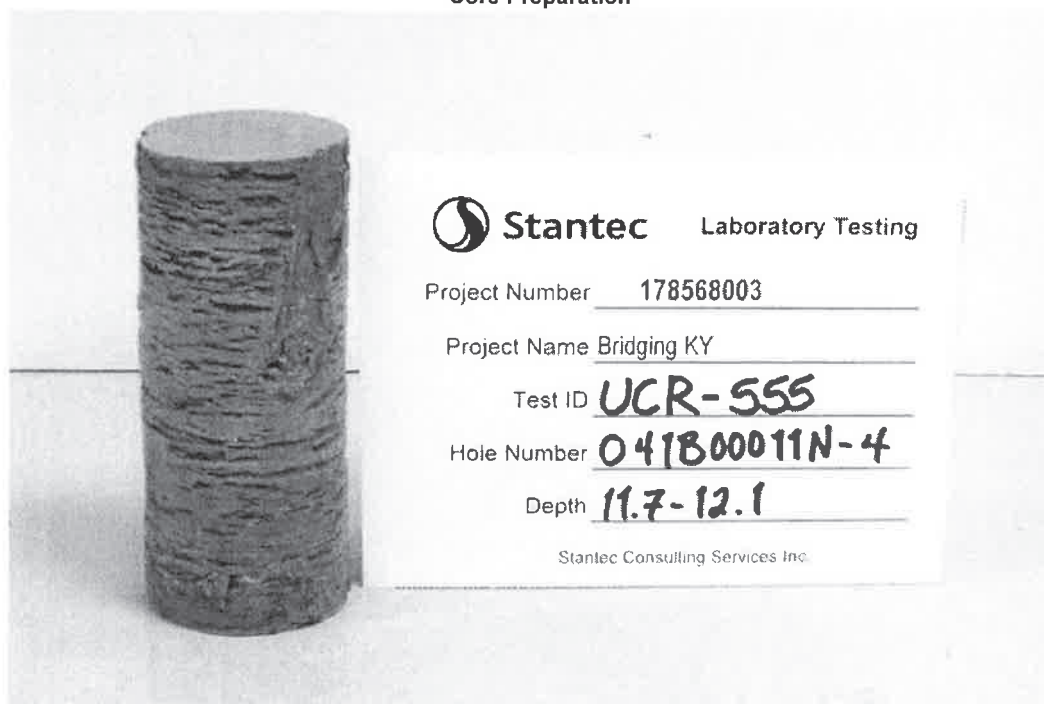 Core Preparation
Stantec Laboratory Testing
Project Number 178568003
Project Name Bridging KY
Test ID UCR-555
Hole Number 041B00011N-4
Depth 11.7-12.1
Stantec Consulting Services Inc.